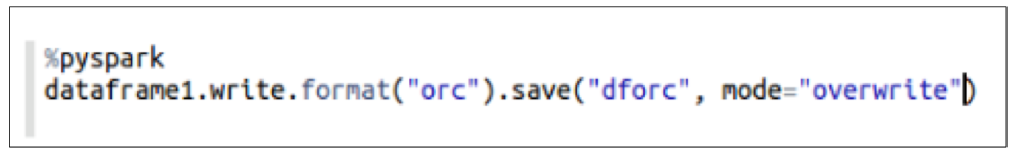 %pyspark
dataframe1.write.format("orc").save("dforc", mode="overwrite")